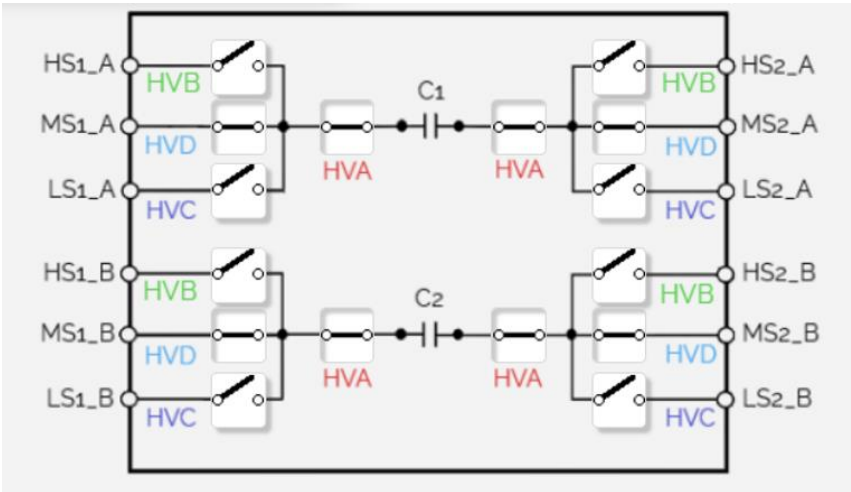 HS1_A HVB HVB HS2_A
C1
MS1_A HVD HVA HVA HVD MS2_A
LS1_A HVC HVC LS2_A
HS1_B HVB HVB HS2_B
C2
MS1_B HVD HVA HVA HVD MS2_B
LS1_B HVC HVC LS2_B